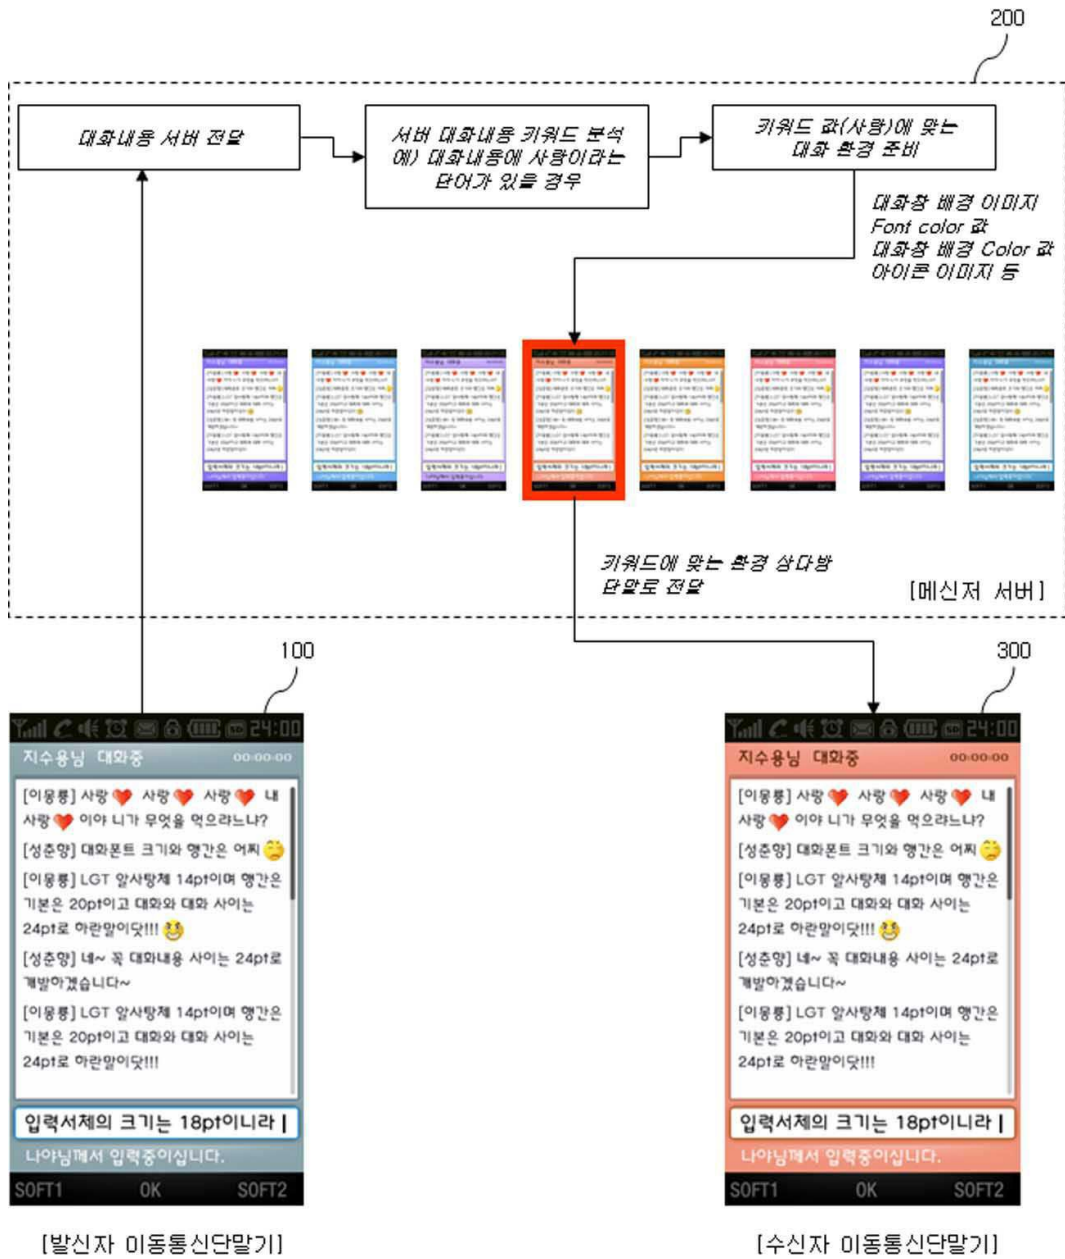 200
대화내용 서버 전달
서버 대화내용 키워드 분석
예) 대화내용에 사랑이라는
단어가 있을 경우
키워드 값(사랑)에 맞는
대화 환경 준비
대화창 배경 이미지
Font color 값
대화창 배경 Color 값
아이콘 이미지 등
키워드에 맞는 환경 상다방
단말로 전달
[메신저 서버]
100
24:00
지수용님 대화중 00:00:00
[이몽룡] 사랑 사랑 사랑 내
사랑 이야 니가 무엇을 먹으랴느냐?
[성춘향] 대화폰트 크기와 행간은 어찌
[이몽룡] LGT 알사탕체 14pt이며 행간은
기본은 20pt이고 대화와 대화 사이는
24pt로 하란말이닷!!!
[성춘향] 네~ 꼭 대화내용 사이는 24pt로
개발하겠습니다~
[이몽룡] LGT 알사탕체 14pt이며 행간은
기본은 20pt이고 대화와 대화 사이는
24pt로 하란말이닷!!!
입력서체의 크기는 18pt이니라
나야님께서 입력중이십니다.
SOFT1 OK SOFT2
[발신자 이동통신단말기]
300
24:00
지수용님 대화중 00:00:00
[이몽룡] 사랑 사랑 사랑 내
사랑 이야 니가 무엇을 먹으랴느냐?
[성춘향] 대화폰트 크기와 행간은 어찌
[이몽룡] LGT 알사탕체 14pt이며 행간은
기본은 20pt이고 대화와 대화 사이는
24pt로 하란말이닷!!!
[성춘향] 네~ 꼭 대화내용 사이는 24pt로
개발하겠습니다~
[이몽룡] LGT 알사탕체 14pt이며 행간은
기본은 20pt이고 대화와 대화 사이는
24pt로 하란말이닷!!!
입력서체의 크기는 18pt이니라
나야님께서 입력중이십니다.
SOFT1 OK SOFT2
[수신자 이동통신단말기]